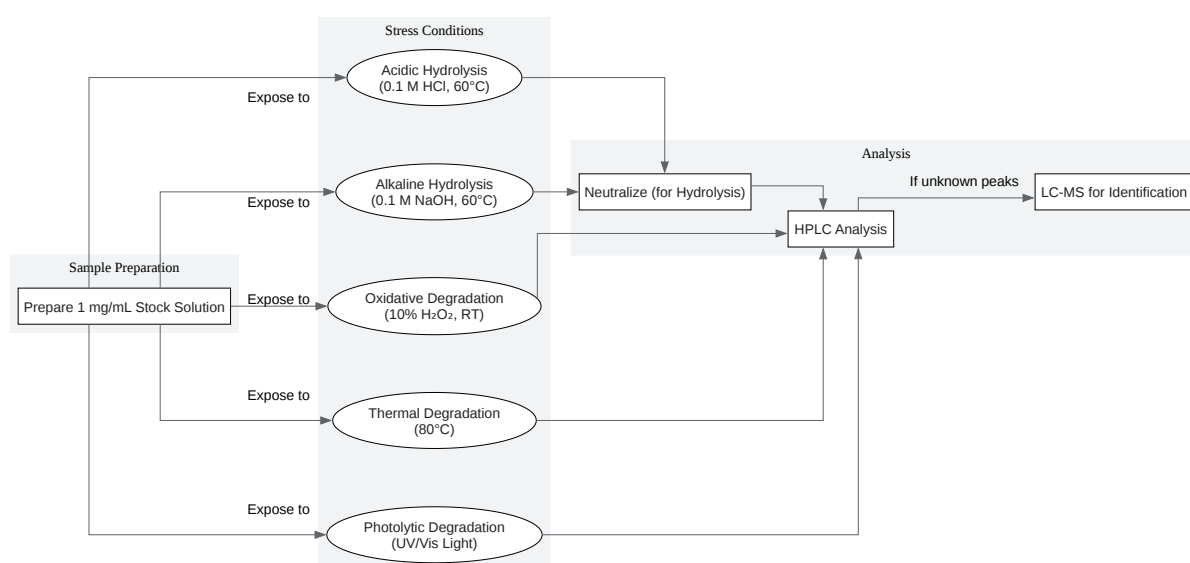 Stress Conditions
Acidic Hydrolysis
(0.1 M HCl, 60°C)
Expose to
Analysis
Alkaline Hydrolysis
(0.1 M NaOH, 60°C)
Expose to
Neutralize (for Hydrolysis)
If unknown peaks
LC-MS for Identification
HPLC Analysis
Sample Preparation
Prepare 1 mg/mL Stock Solution
Expose to
Oxidative Degradation
(10% H₂O₂, RT)
Expose to
Thermal Degradation
(80°C)
Expose to
Photolytic Degradation
(UV/Vis Light)